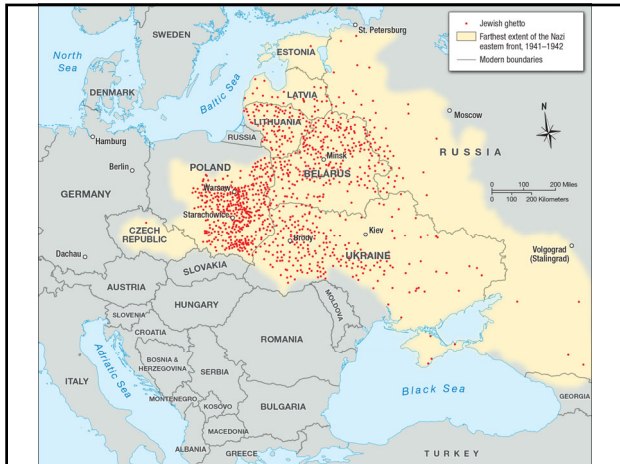 SWEDEN
St. Petersburg
Jewish ghetto
Farthest extent of the Nazi
eastern front, 1941–1942
Modern boundaries
North
Sea
ESTONIA
Baltic Sea
LATVIA
DENMARK
Moscow
N
LITHUANIA
Hamburg
RUSSIA
RUSSIA
Minsk
Berlin
POLAND
BELARUS
Warsaw
0 200 Miles
0 200 Kilometers
GERMANY
Starachowice
CZECH
REPUBLIC
Brody
Kiev
Volgograd
(Stalingrad)
Dachau
UKRAINE
SLOVAKIA
AUSTRIA
MOLDOVA
HUNGARY
SLOVENIA
CROATIA
ROMANIA
BOSNIA &
HERZEGOVINA
SERBIA
Adriatic Sea
ITALY
Black Sea
MONTENEGRO
KOSOVO
BULGARIA
GEORGIA
MACEDONIA
ALBANIA
GREECE
TURKEY